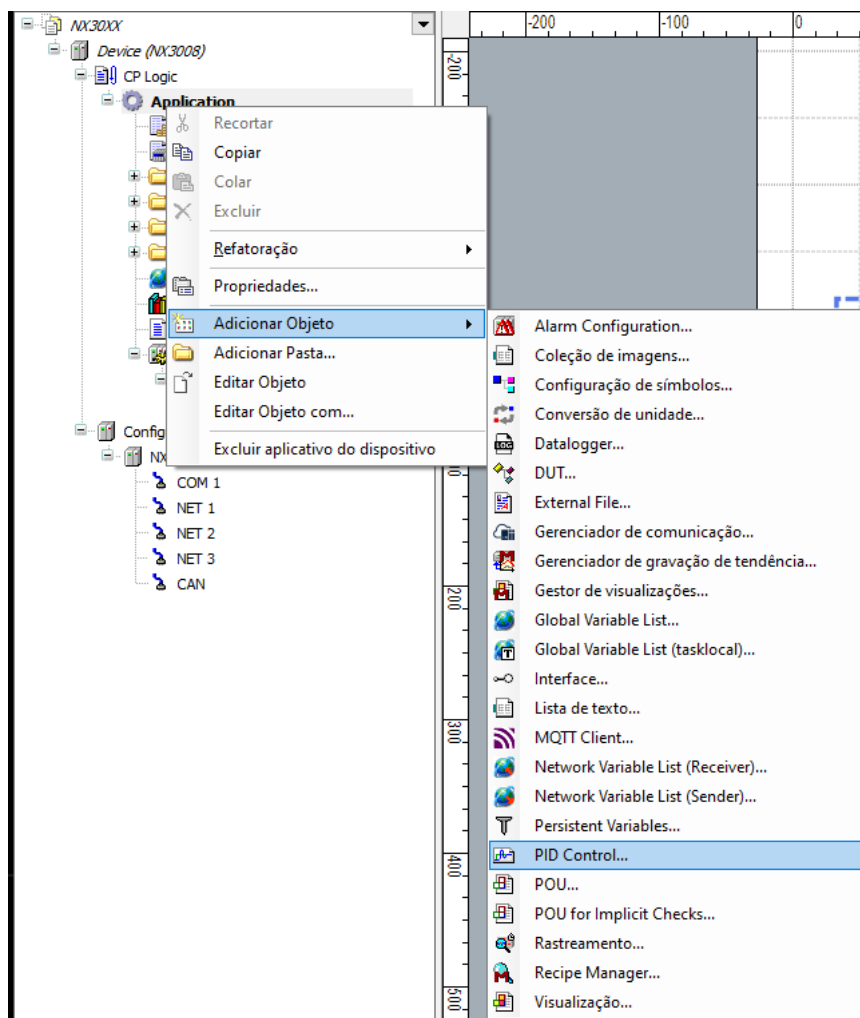 NX30XX
Device (NX3008)
CP Logic
Application
Recortar
Copiar
Colar
Excluir
Refatoração
Propriedades...
Adicionar Objeto
Adicionar Pasta...
Editar Objeto
Editar Objeto com...
Excluir aplicativo do dispositivo
Config
NX
COM 1
NET 1
NET 2
NET 3
CAN
-200
-100
0
-200
200
300
400
500
Alarm Configuration...
Coleção de imagens...
Configuração de símbolos...
Conversão de unidade...
Datalogger...
DUT...
External File...
Gerenciador de comunicação...
Gerenciador de gravação de tendência...
Gestor de visualizações...
Global Variable List...
Global Variable List (tasklocal)...
Interface...
Lista de texto...
MQTT Client...
Network Variable List (Receiver)...
Network Variable List (Sender)...
Persistent Variables...
PID Control...
POU...
POU for Implicit Checks...
Rastreamento...
Recipe Manager...
Visualização...